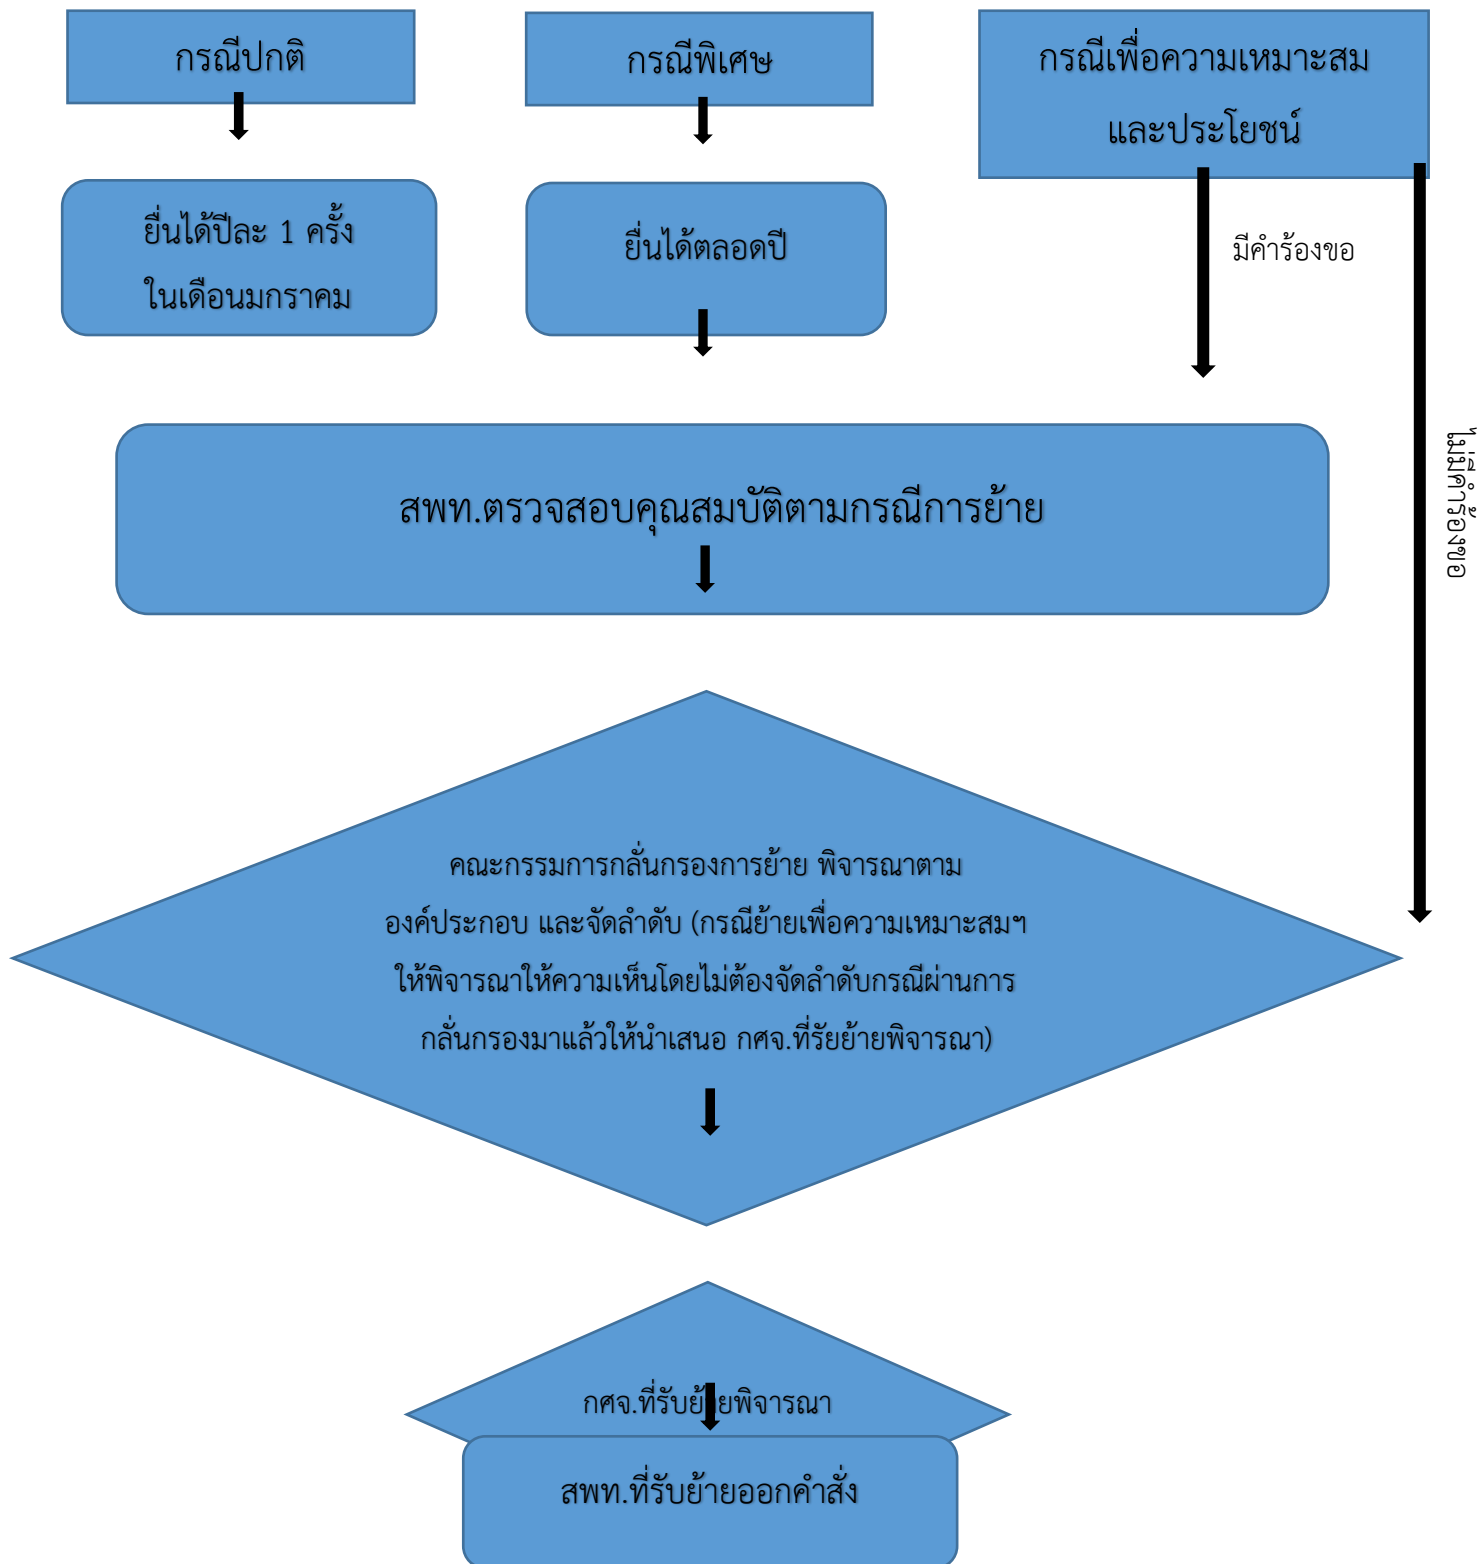 กรณีปกติ
กรณีพิเศษ
กรณีเพื่อความเหมาะสม
และประโยชน์
ยื่นได้ปีละ 1 ครั้ง
ในเดือนมกราคม
ยื่นได้ตลอดปี
มีคำร้องขอ
ไม่มีคำร้องขอ
สพท.ตรวจสอบคุณสมบัติตามกรณีการย้าย
คณะกรรมการกลั่นกรองการย้าย พิจารณาตาม
องค์ประกอบ และจัดลำดับ (กรณีย้ายเพื่อความเหมาะสมฯ
ให้พิจารณาให้ความเห็นโดยไม่ต้องจัดลำดับกรณีผ่านการ
กลั่นกรองมาแล้วให้นำเสนอ กศจ.ที่รัยย้ายพิจารณา)
กศจ.ที่รับย้ายพิจารณา
สพท.ที่รับย้ายออกคำสั่ง